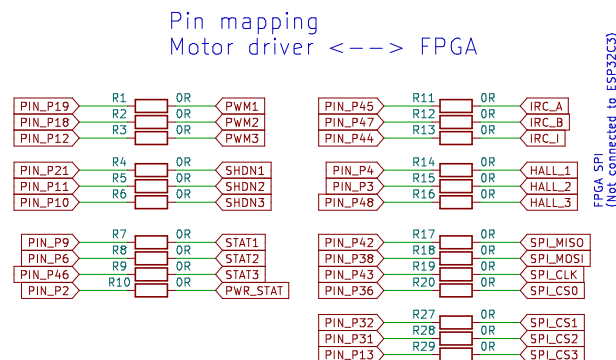 Pin mapping
Motor driver <--> FPGA
PIN_P19 R1 0R PWM1
PIN_P18 R2 0R PWM2
PIN_P12 R3 0R PWM3
PIN_P21 R4 0R SHDN1
PIN_P11 R5 0R SHDN2
PIN_P10 R6 0R SHDN3
PIN_P9 R7 0R STAT1
PIN_P6 R8 0R STAT2
PIN_P46 R9 0R STAT3
PIN_P2 R10 0R PWR_STAT
PIN_P45 R11 0R IRC_A
PIN_P47 R12 0R IRC_B
PIN_P44 R13 0R IRC_I
PIN_P4 R14 0R HALL_1
PIN_P3 R15 0R HALL_2
PIN_P48 R16 0R HALL_3
PIN_P42 R17 0R SPI_MISO
PIN_P38 R18 0R SPI_MOSI
PIN_P43 R19 0R SPI_CLK
PIN_P36 R20 0R SPI_CS0
PIN_P32 R27 0R SPI_CS1
PIN_P31 R28 0R SPI_CS2
PIN_P13 R29 0R SPI_CS3
FPGA SPI
(Not connected to ESP32C3)